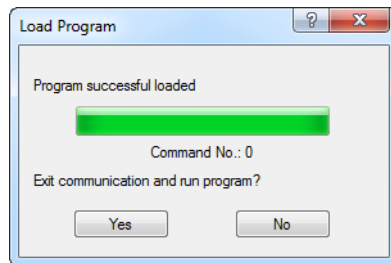 Load Program
Program successful loaded
Command No.: 0
Exit communication and run program?
Yes No